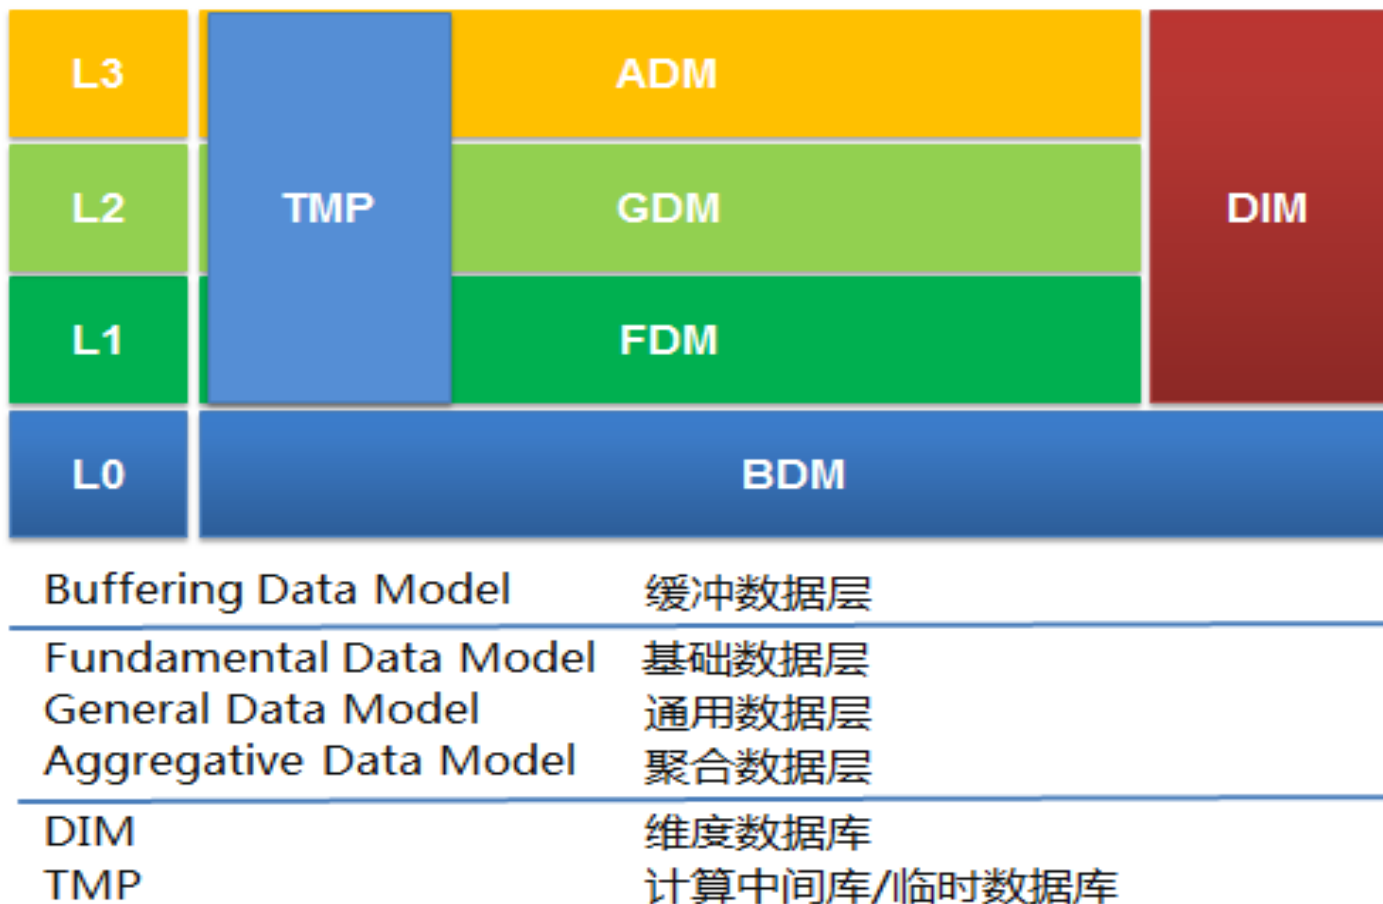 L3 ADM
L2 TMP GDM DIM
L1 FDM
L0 BDM
Buffering Data Model 缓冲数据层
Fundamental Data Model 基础数据层
General Data Model 通用数据层
Aggregative Data Model 聚合数据层
DIM 维度数据库
TMP 计算中间库/临时数据库